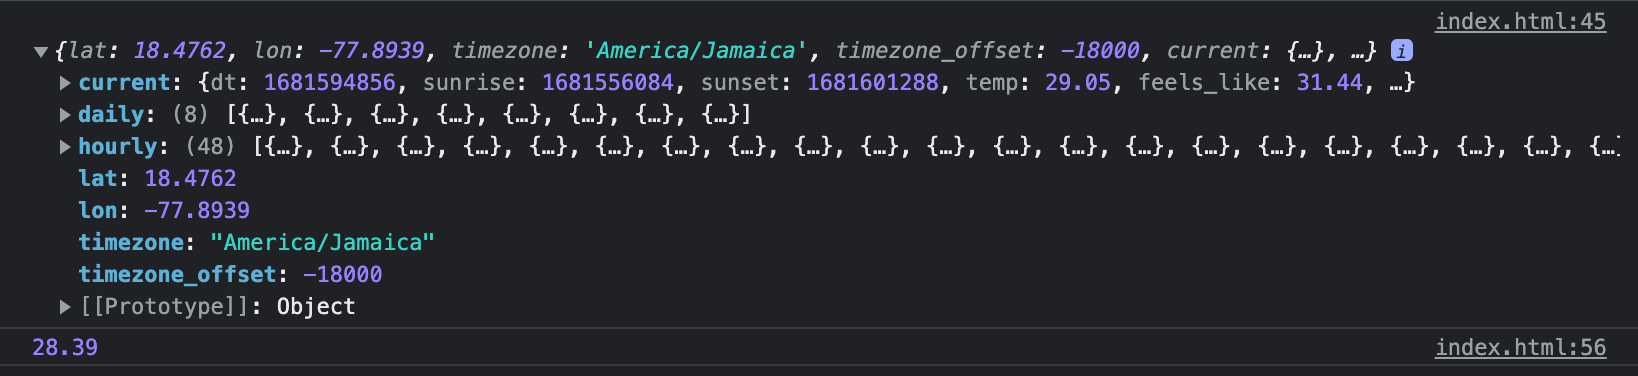 index.html:45
{lat: 18.4762, lon: -77.8939, timezone: 'America/Jamaica', timezone_offset: -18000, current: {…}, …} i
current: {dt: 1681594856, sunrise: 1681556084, sunset: 1681601288, temp: 29.05, feels_like: 31.44, …}
daily: (8) [{…}, {…}, {…}, {…}, {…}, {…}, {…}, {…}]
hourly: (48) [{…}, {…}, {…}, {…}, {…}, {…}, {…}, {…}, {…}, {…}, {…}, {…}, {…}, {…}, {…}, {…}, {…}, {…}, {…}, {…}, {…
lat: 18.4762
lon: -77.8939
timezone: "America/Jamaica"
timezone_offset: -18000
[[Prototype]]: Object
28.39 index.html:56